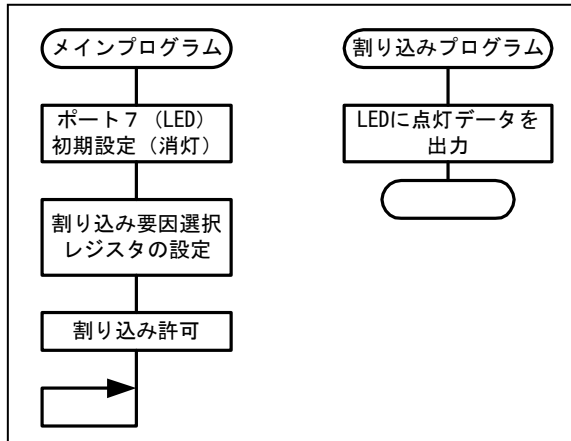 メインプログラム
ポート７（LED）
初期設定（消灯）
割り込み要因選択
レジスタの設定
割り込み許可
割り込みプログラム
LEDに点灯データを
出力